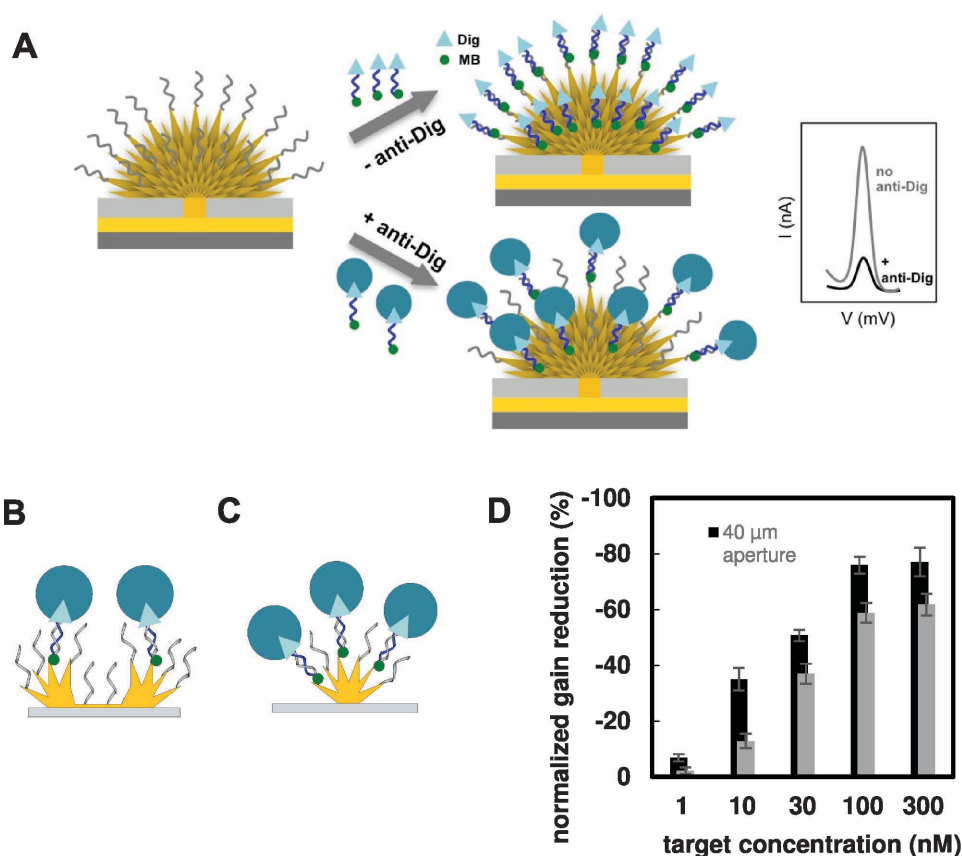 A
Dig
MB
- anti-Dig
+ anti-Dig
I (nA)
no
anti-Dig
+
anti-Dig
V (mV)
B
C
D
normalized gain reduction (%)
-100
-80
-60
-40
-20
0
40 µm
aperture
1 10 30 100 300
target concentration (nM)